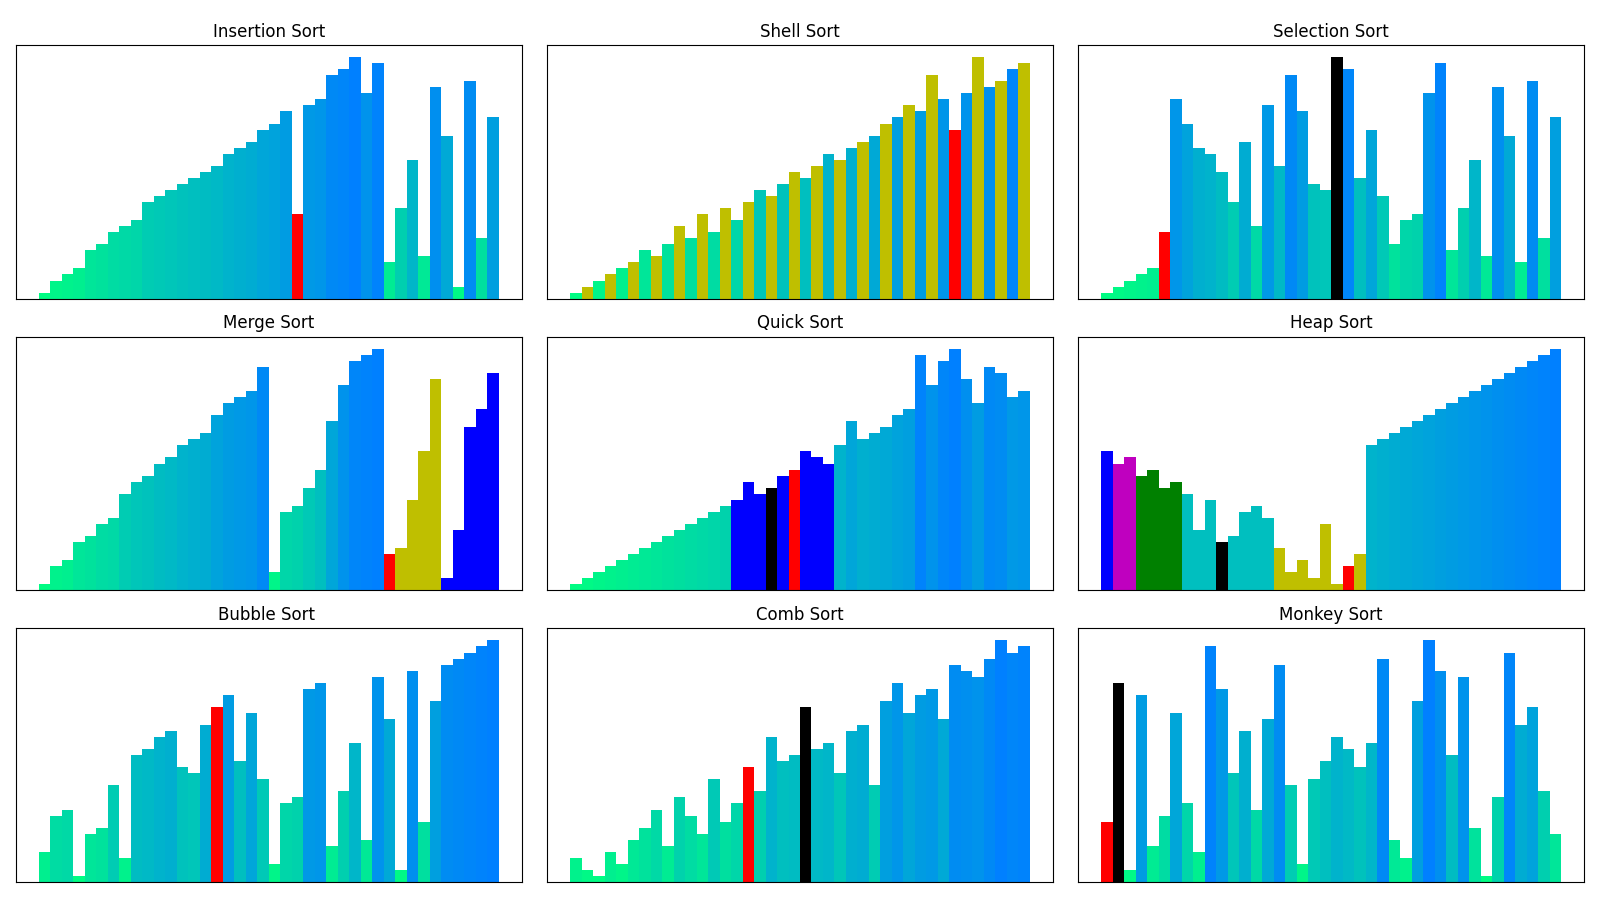 Insertion Sort
Shell Sort
Selection Sort
Merge Sort
Quick Sort
Heap Sort
Bubble Sort
Comb Sort
Monkey Sort